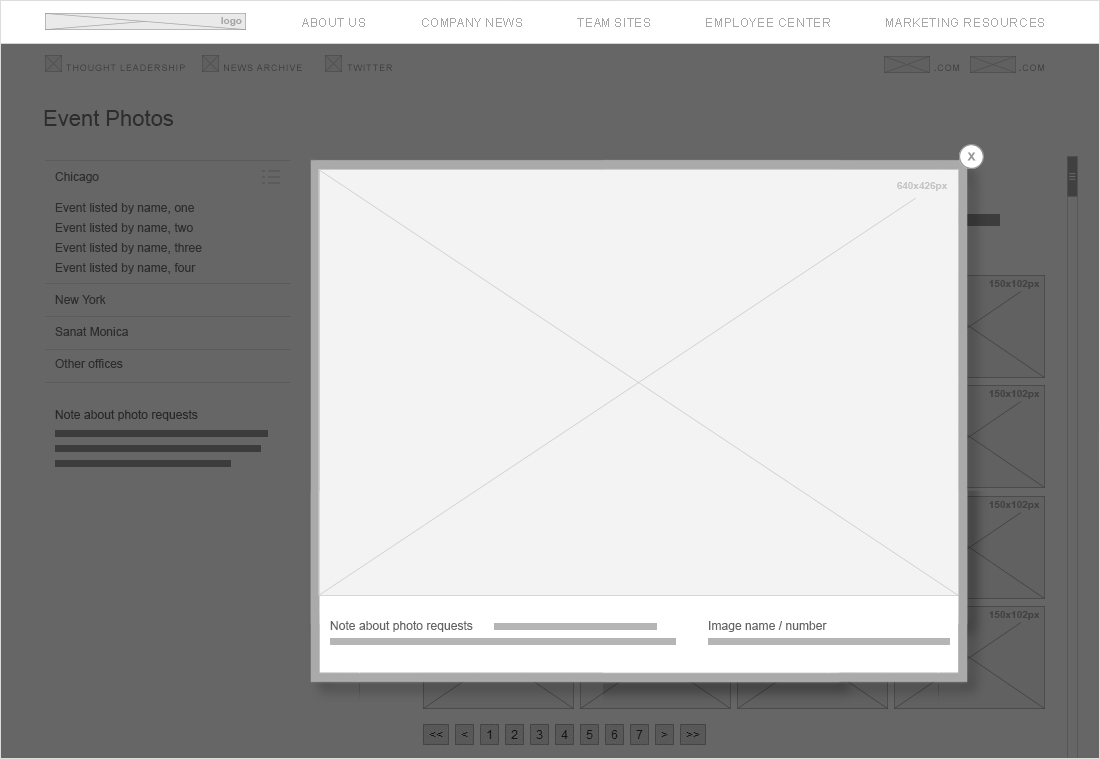 logo
ABOUT US
COMPANY NEWS
TEAM SITES
EMPLOYEE CENTER
MARKETING RESOURCES
THOUGHT LEADERSHIP
NEWS ARCHIVE
TWITTER
.COM
.COM
Event Photos
Chicago
Event listed by name, one
Event listed by name, two
Event listed by name, three
Event listed by name, four
New York
Sanat Monica
Other offices
Note about photo requests
X
640x426px
Note about photo requests
Image name / number
150x102px
150x102px
150x102px
150x102px
<< < 1 2 3 4 5 6 7 > >>